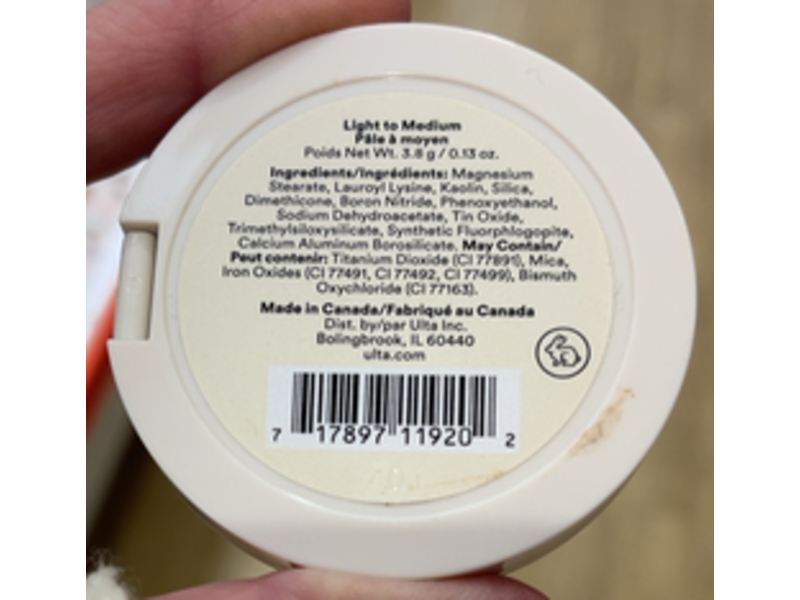 Light to Medium
Pâle à moyen
Poids Net Wt. 3.8 g / 0.13 oz.
Ingredients/Ingrédients: Magnesium
Stearate, Lauroyl Lysine, Kaolin, Silica,
Dimethicone, Boron Nitride, Phenoxyethanol,
Sodium Dehydroacetate, Tin Oxide,
Trimethylsiloxysilicate, Synthetic Fluorphlogopite,
Calcium Aluminum Borosilicate. May Contain/
Peut contenir: Titanium Dioxide (CI 77891), Mica,
Iron Oxides (CI 77491, CI 77492, CI 77499), Bismuth
Oxychloride (CI 77163).
Made in Canada/Fabriqué au Canada
Dist. by/par Ulta Inc.
Bolingbrook, IL 60440
ulta.com
7 17897 11920 2